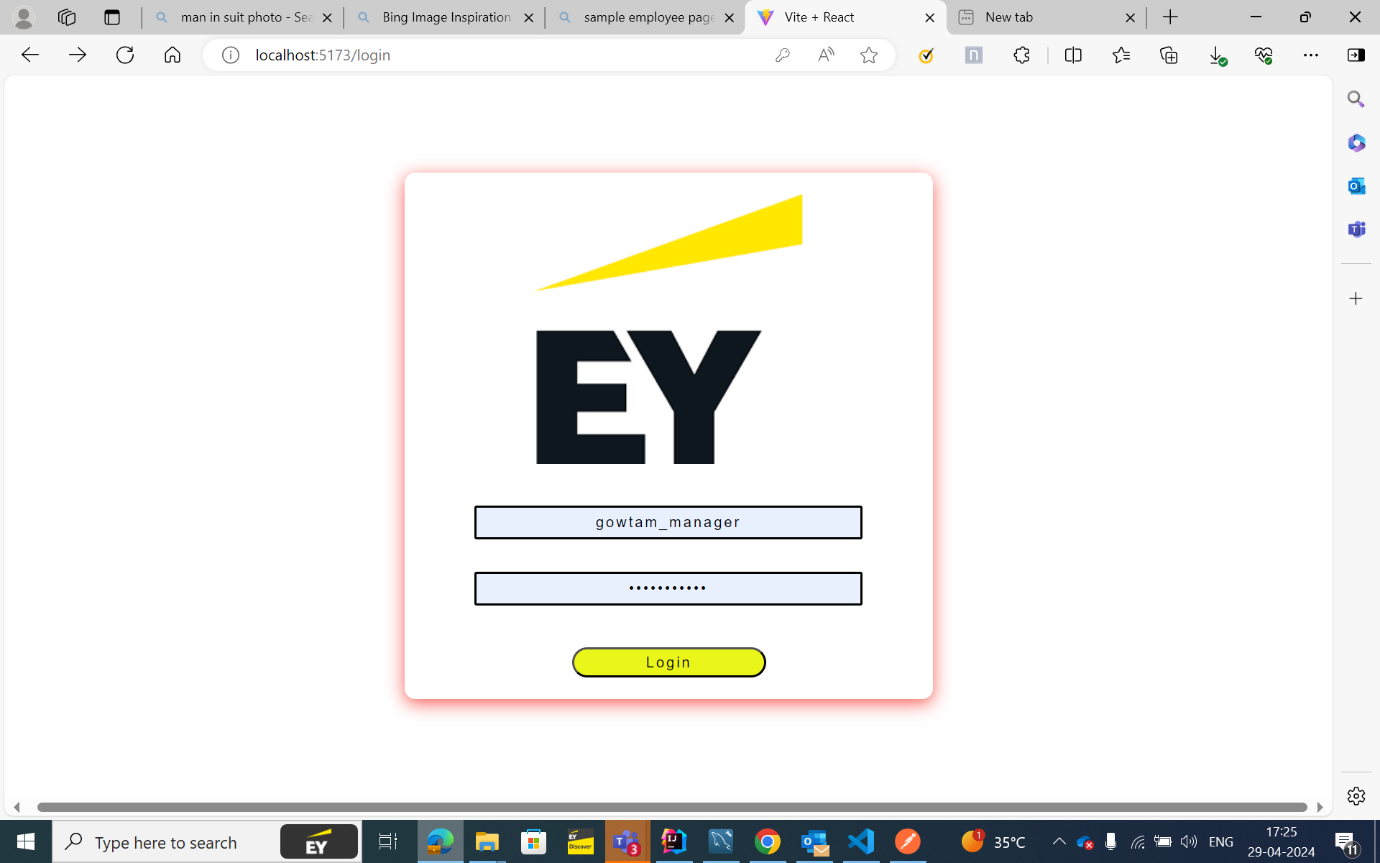 man in suit photo - Sea
Bing Image Inspiration
sample employee page
Vite + React
New tab
localhost:5173/login
EY
gowtam_manager
•••••••••••
Login
Type here to search
EY
EY
Discover
3
1
35°C
ENG
17:25
29-04-2024
11